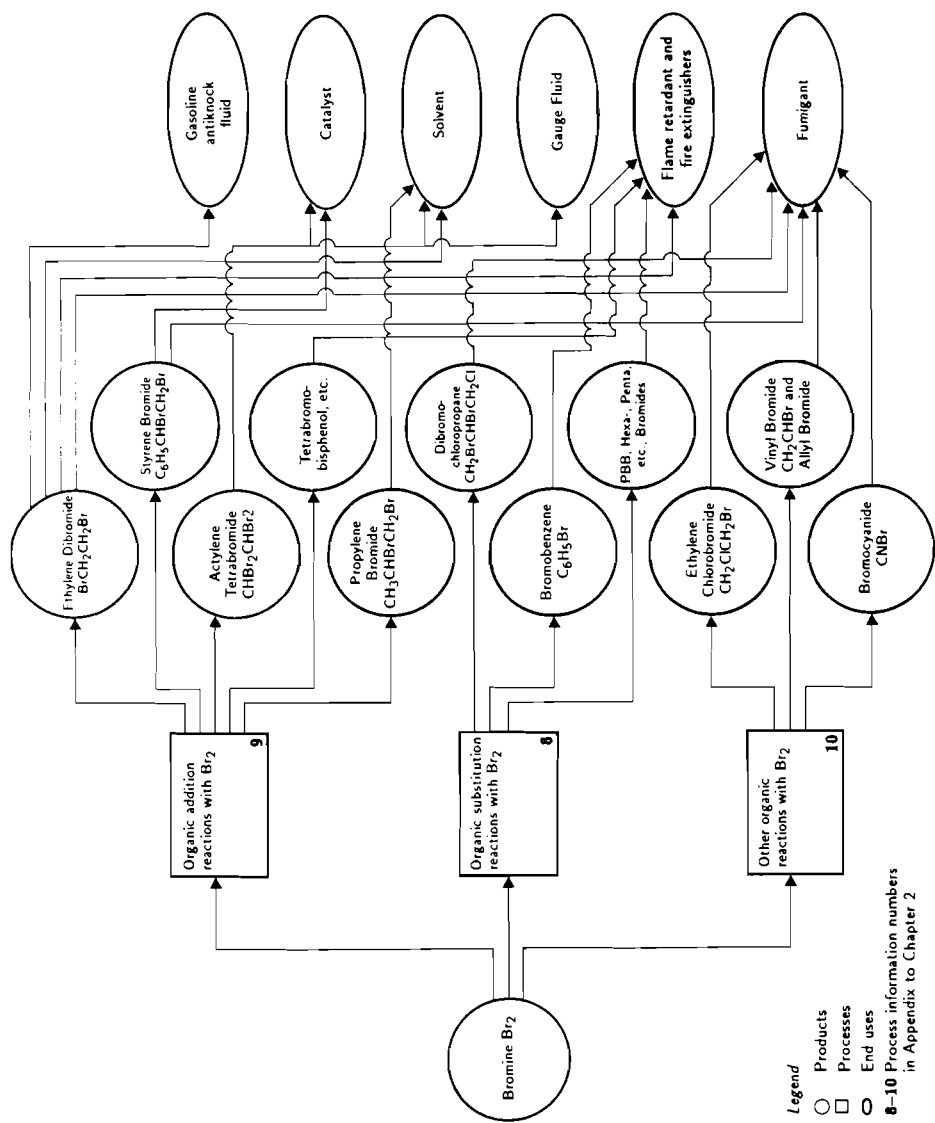 Bromine Br2
Organic addition
reactions with Br2
9
Organic substitution
reactions with Br2
8
Other organic
reactions with Br2
10
Ethylene Dibromide
BrCH2CH2Br
Styrene Bromide
C6H5CHBrCH2Br
Actylene
Tetrabromide
CHBr2CHBr2
Tetrabromo-
bisphenol, etc.
Propylene
Bromide
CH3CHBrCH2Br
Dibromo-
chloropropane
CH2BrCHBrCH2Cl
Bromobenzene
C6H5Br
PBB, Hexa-, Penta,
etc., Bromides
Ethylene
Chlorobromide
CH2ClCH2Br
Vinyl Bromide
CH2CHBr and
Allyl Bromide
Bromocyanide
CNBr
Gasoline
antiknock
fluid
Catalyst
Solvent
Gauge Fluid
Flame retardant and
fire extinguishers
Fumigant
Legend
Products
Processes
End uses
8–10 Process information numbers
in Appendix to Chapter 2